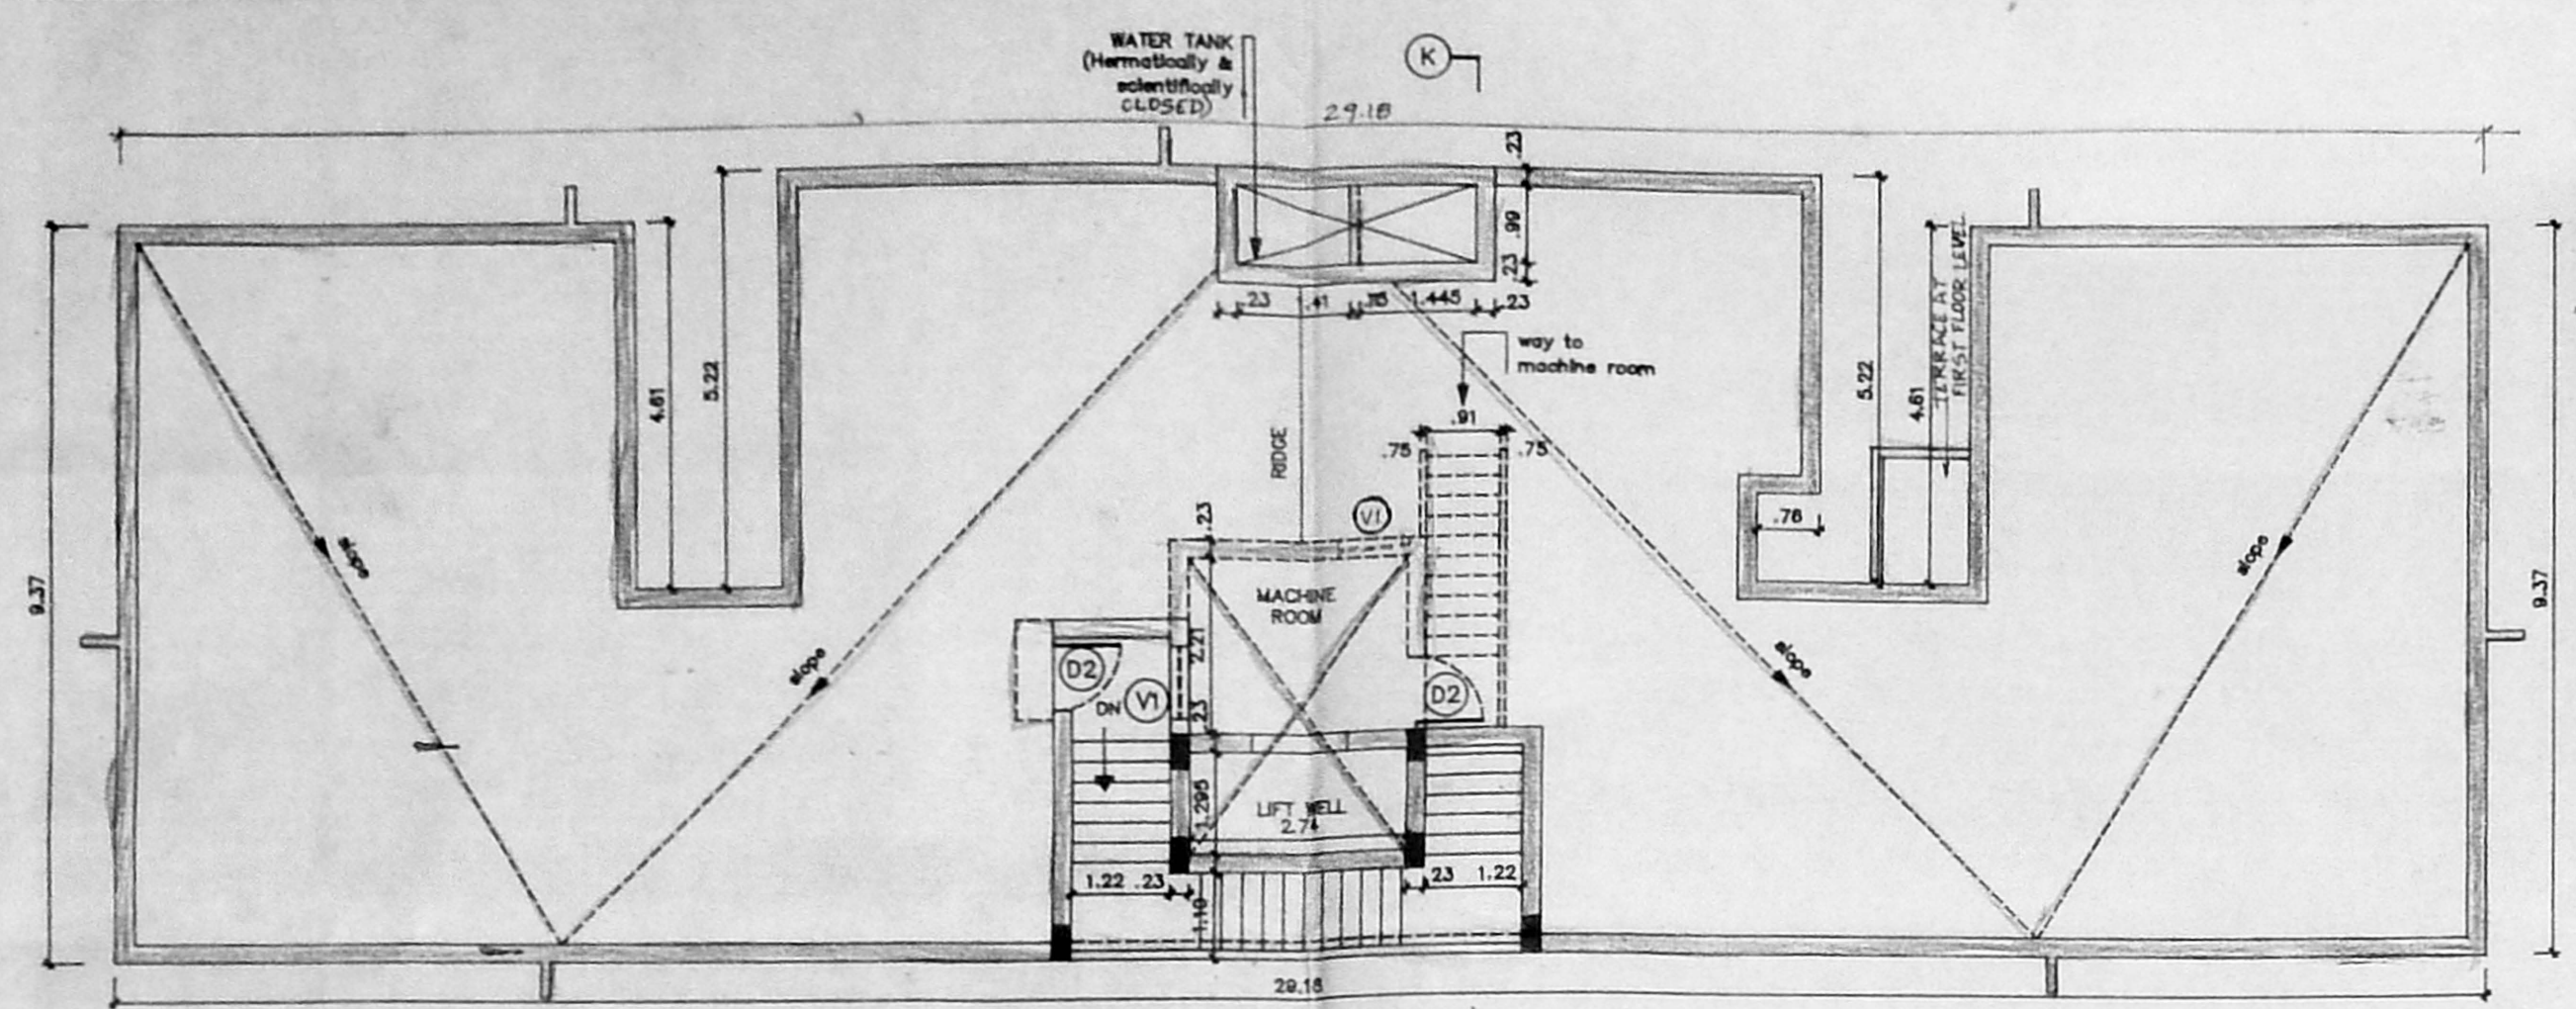 WATER TANK
(Hermatically &
scientifically
CLOSED)
K
29.18
.23
.99
.23
.23 1.41 .15 1.445 .23
way to
machine room
.91
.75
.75
4.61
5.22
5.22
4.61
TERRACE AT
FIRST FLOOR LEVEL
RIDGE
9.37
9.37
slope
slope
slope
slope
.76
.23
V1
MACHINE
ROOM
2.21
D2
V1
DN
.23
D2
1.295
LIFT WELL
2.74
1.22 .23
.23 1.22
1.10
29.18